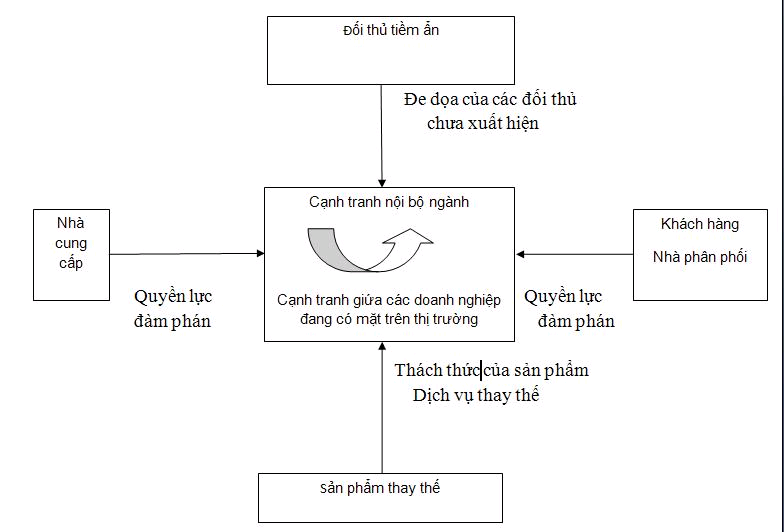 Đối thủ tiềm ẩn
Đe dọa của các đối thủ
chưa xuất hiện
Cạnh tranh nội bộ ngành
Nhà
cung
cấp
Khách hàng
Nhà phân phối
Quyền lực
đàm phán
Cạnh tranh giứa các doanh nghiệp
đang có mặt trên thị trường
Quyền lực
đàm phán
Thách thức của sản phẩm
Dịch vụ thay thế
Sản phẩm thay thế